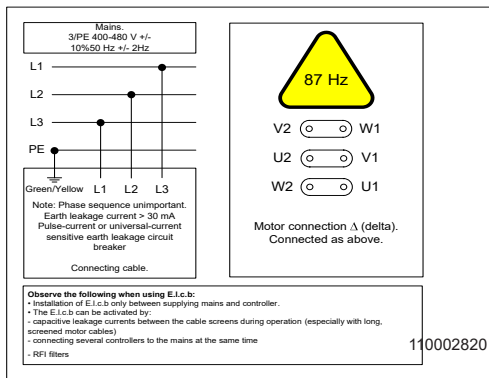 Mains.
3/PE 400-480 V +/-
10%50 Hz +/- 2Hz
L1
L2
L3
PE
Green/Yellow L1 L2 L3
Note: Phase sequence unimportant.
Earth leakage current > 30 mA
Pulse-current or universal-current
sensitive earth leakage circuit
breaker
Connecting cable.
87 Hz
V2 W1
U2 V1
W2 U1
Motor connection Δ (delta).
Connected as above.
Observe the following when using E.l.c.b:
• Installation of E.l.c.b only between supplying mains and controller.
• The E.l.c.b can be activated by:
- capacitive leakage currents between the cable screens during operation (especially with long,
screened motor cables)
- connecting several controllers to the mains at the same time
- RFI filters
110002820